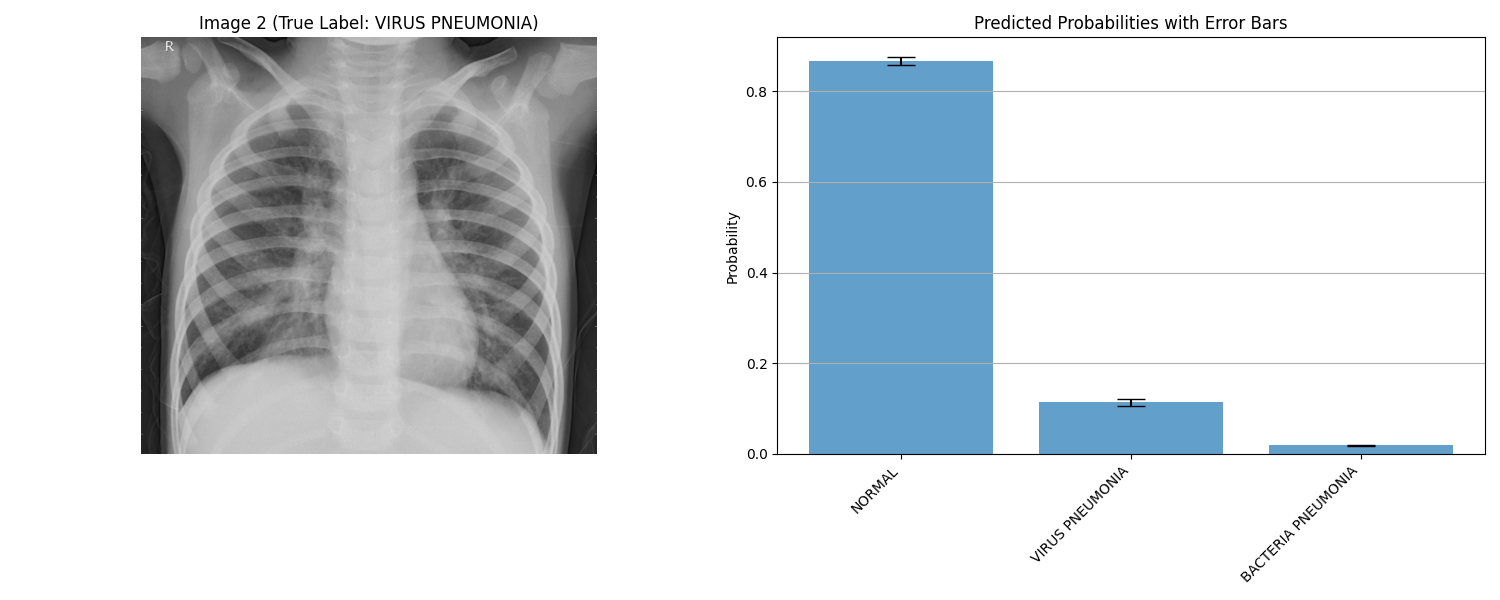 Image 2 (True Label: VIRUS PNEUMONIA)
R
Predicted Probabilities with Error Bars
Probability
0.8
0.6
0.4
0.2
0.0
NORMAL
VIRUS PNEUMONIA
BACTERIA PNEUMONIA